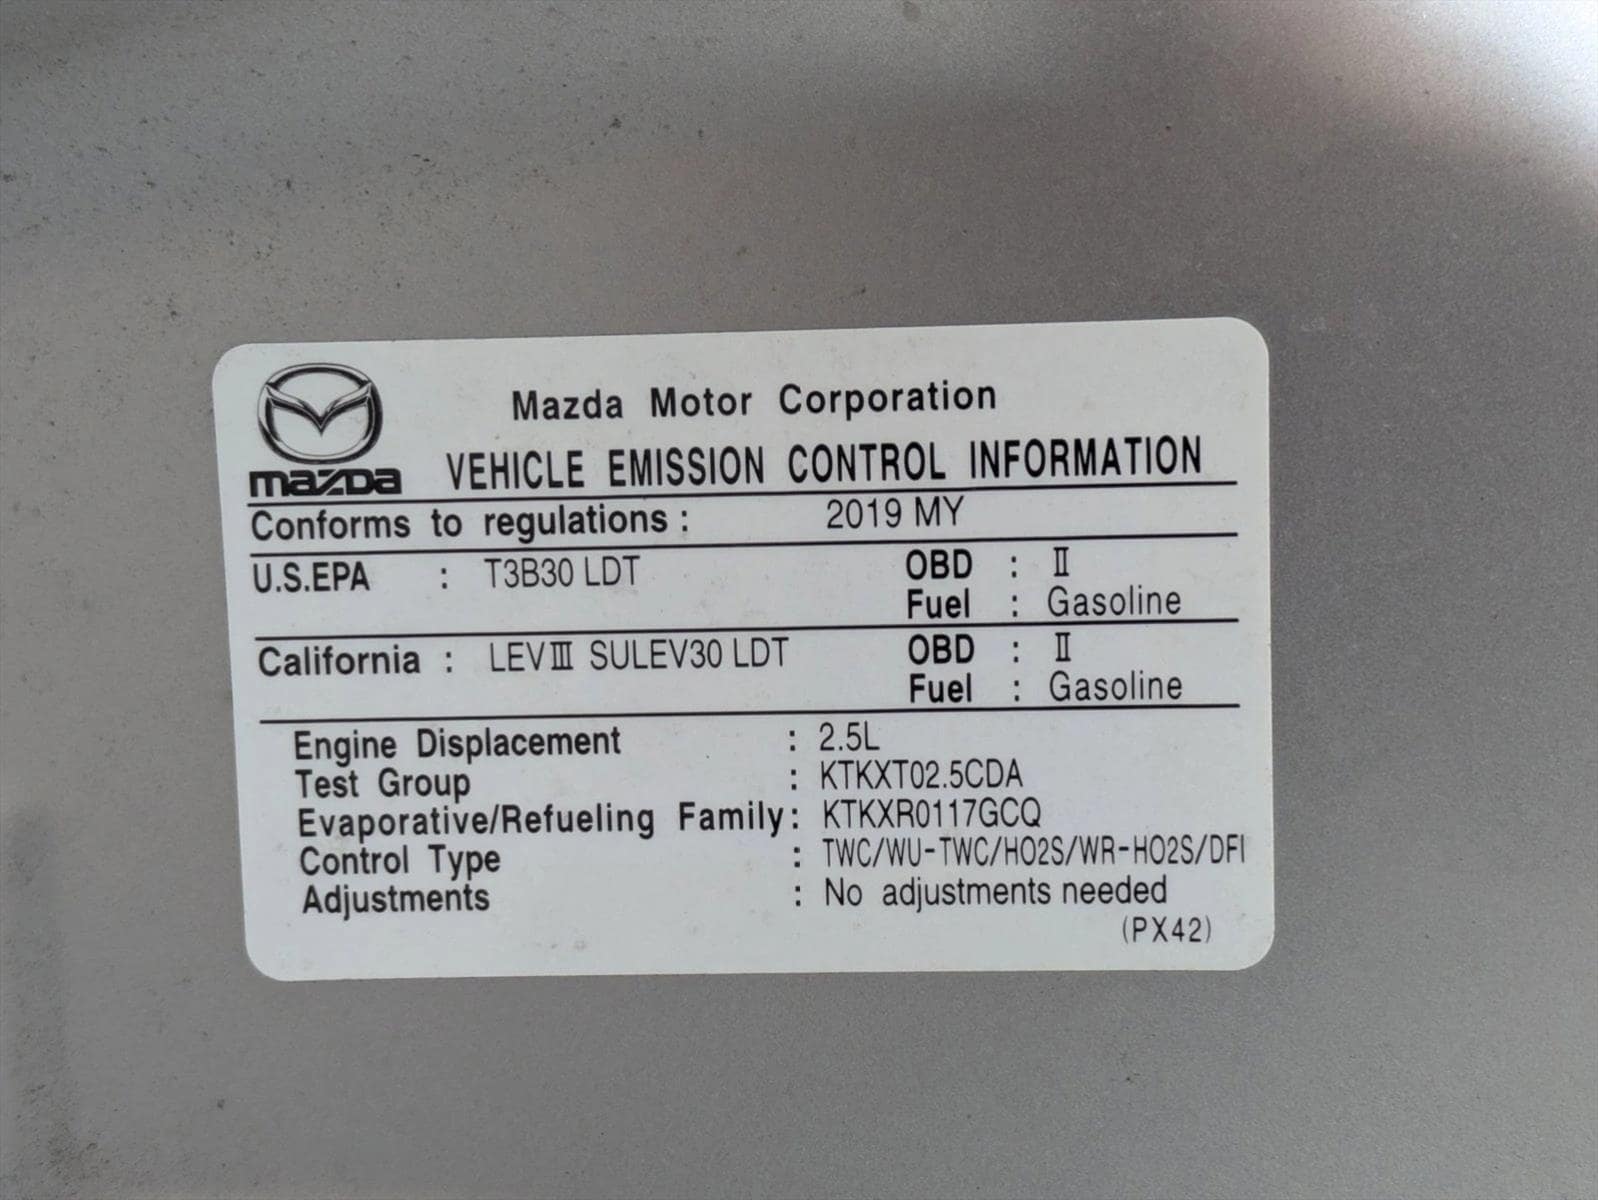 Mazda Motor Corporation
mazda VEHICLE EMISSION CONTROL INFORMATION
Conforms to regulations : 2019 MY
U.S.EPA : T3B30 LDT OBD : Ⅱ
Fuel : Gasoline
California : LEVⅢ SULEV30 LDT OBD : Ⅱ
Fuel : Gasoline
Engine Displacement : 2.5L
Test Group : KTKXT02.5CDA
Evaporative/Refueling Family : KTKXR0117GCQ
Control Type : TWC/WU-TWC/HO2S/WR-HO2S/DFI
Adjustments : No adjustments needed
(PX42)